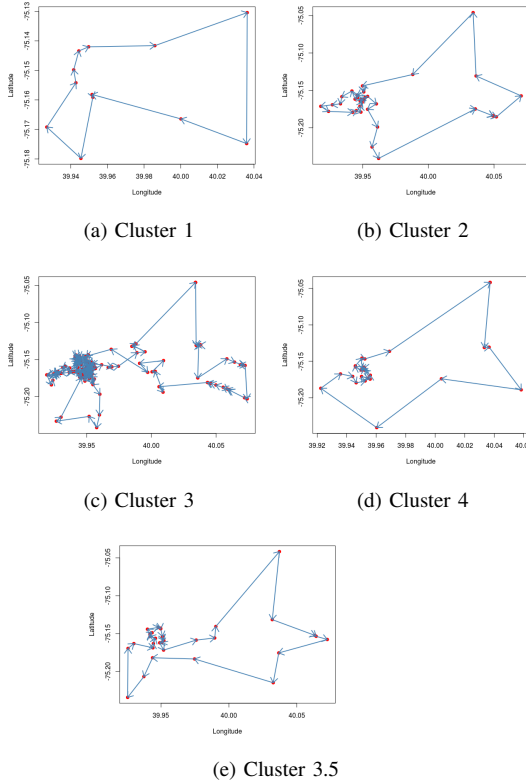 -75.13
-75.14
-75.15
-75.16
-75.17
-75.18
Latitude
39.94 39.96 39.98 40.00 40.02 40.04
Longitude
(a) Cluster 1
-75.05
-75.10
-75.15
-75.20
Latitude
39.95 40.00 40.05
Longitude
(b) Cluster 2
-75.05
-75.10
-75.15
-75.20
Latitude
39.95 40.00 40.05
Longitude
(c) Cluster 3
-75.05
-75.10
-75.15
-75.20
Latitude
39.92 39.94 39.96 39.98 40.00 40.02 40.04
Longitude
(d) Cluster 4
-75.05
-75.10
-75.15
-75.20
Latitude
39.95 40.00 40.05
Longitude
(e) Cluster 3.5